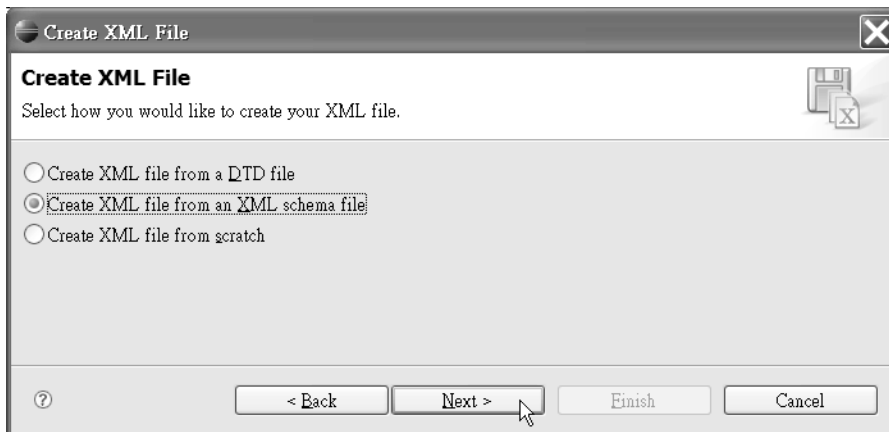 Create XML File
Create XML File
Select how you would like to create your XML file.
Create XML file from a DTD file
Create XML file from an XML schema file
Create XML file from scratch
< Back Next > Finish Cancel